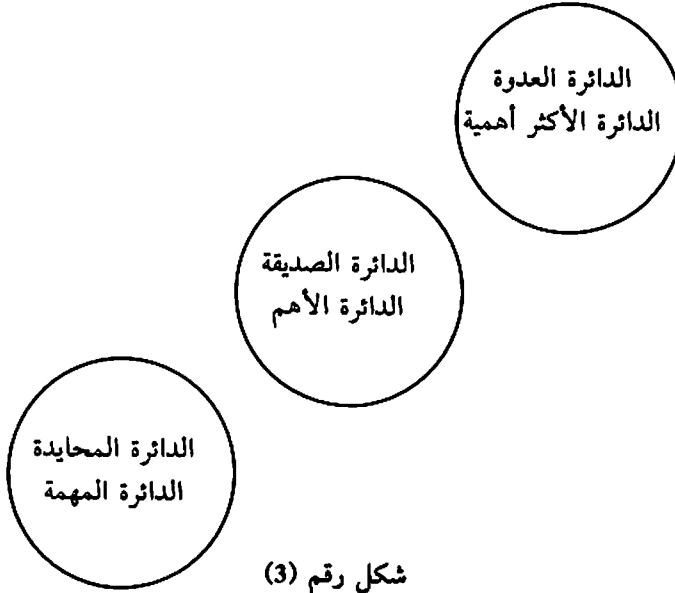 الدائرة العدوة
الدائرة الأكثر أهمية
الدائرة الصديقة
الدائرة الأهم
الدائرة المحايدة
الدائرة المهمة
شكل رقم (3)